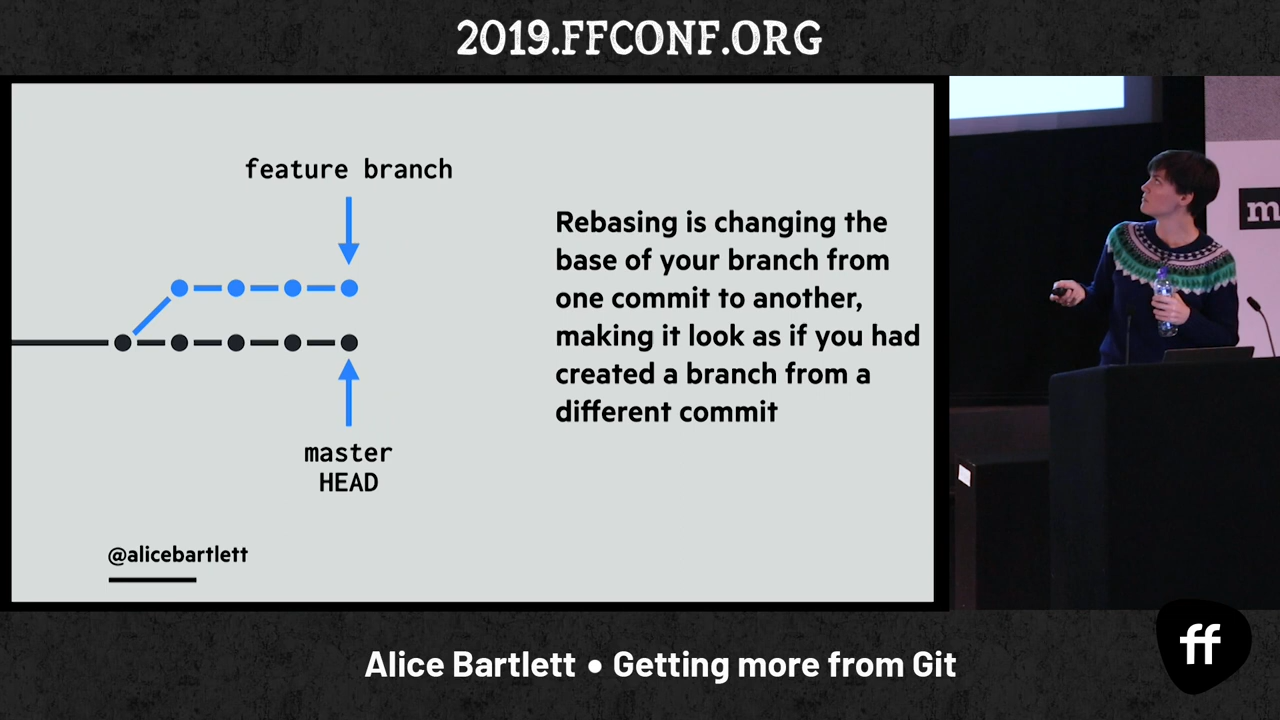 2019.FFCONF.ORG
feature branch
master
HEAD
Rebasing is changing the
base of your branch from
one commit to another,
making it look as if you had
created a branch from a
different commit
@alicebartlett
m
ff
Alice Bartlett • Getting more from Git